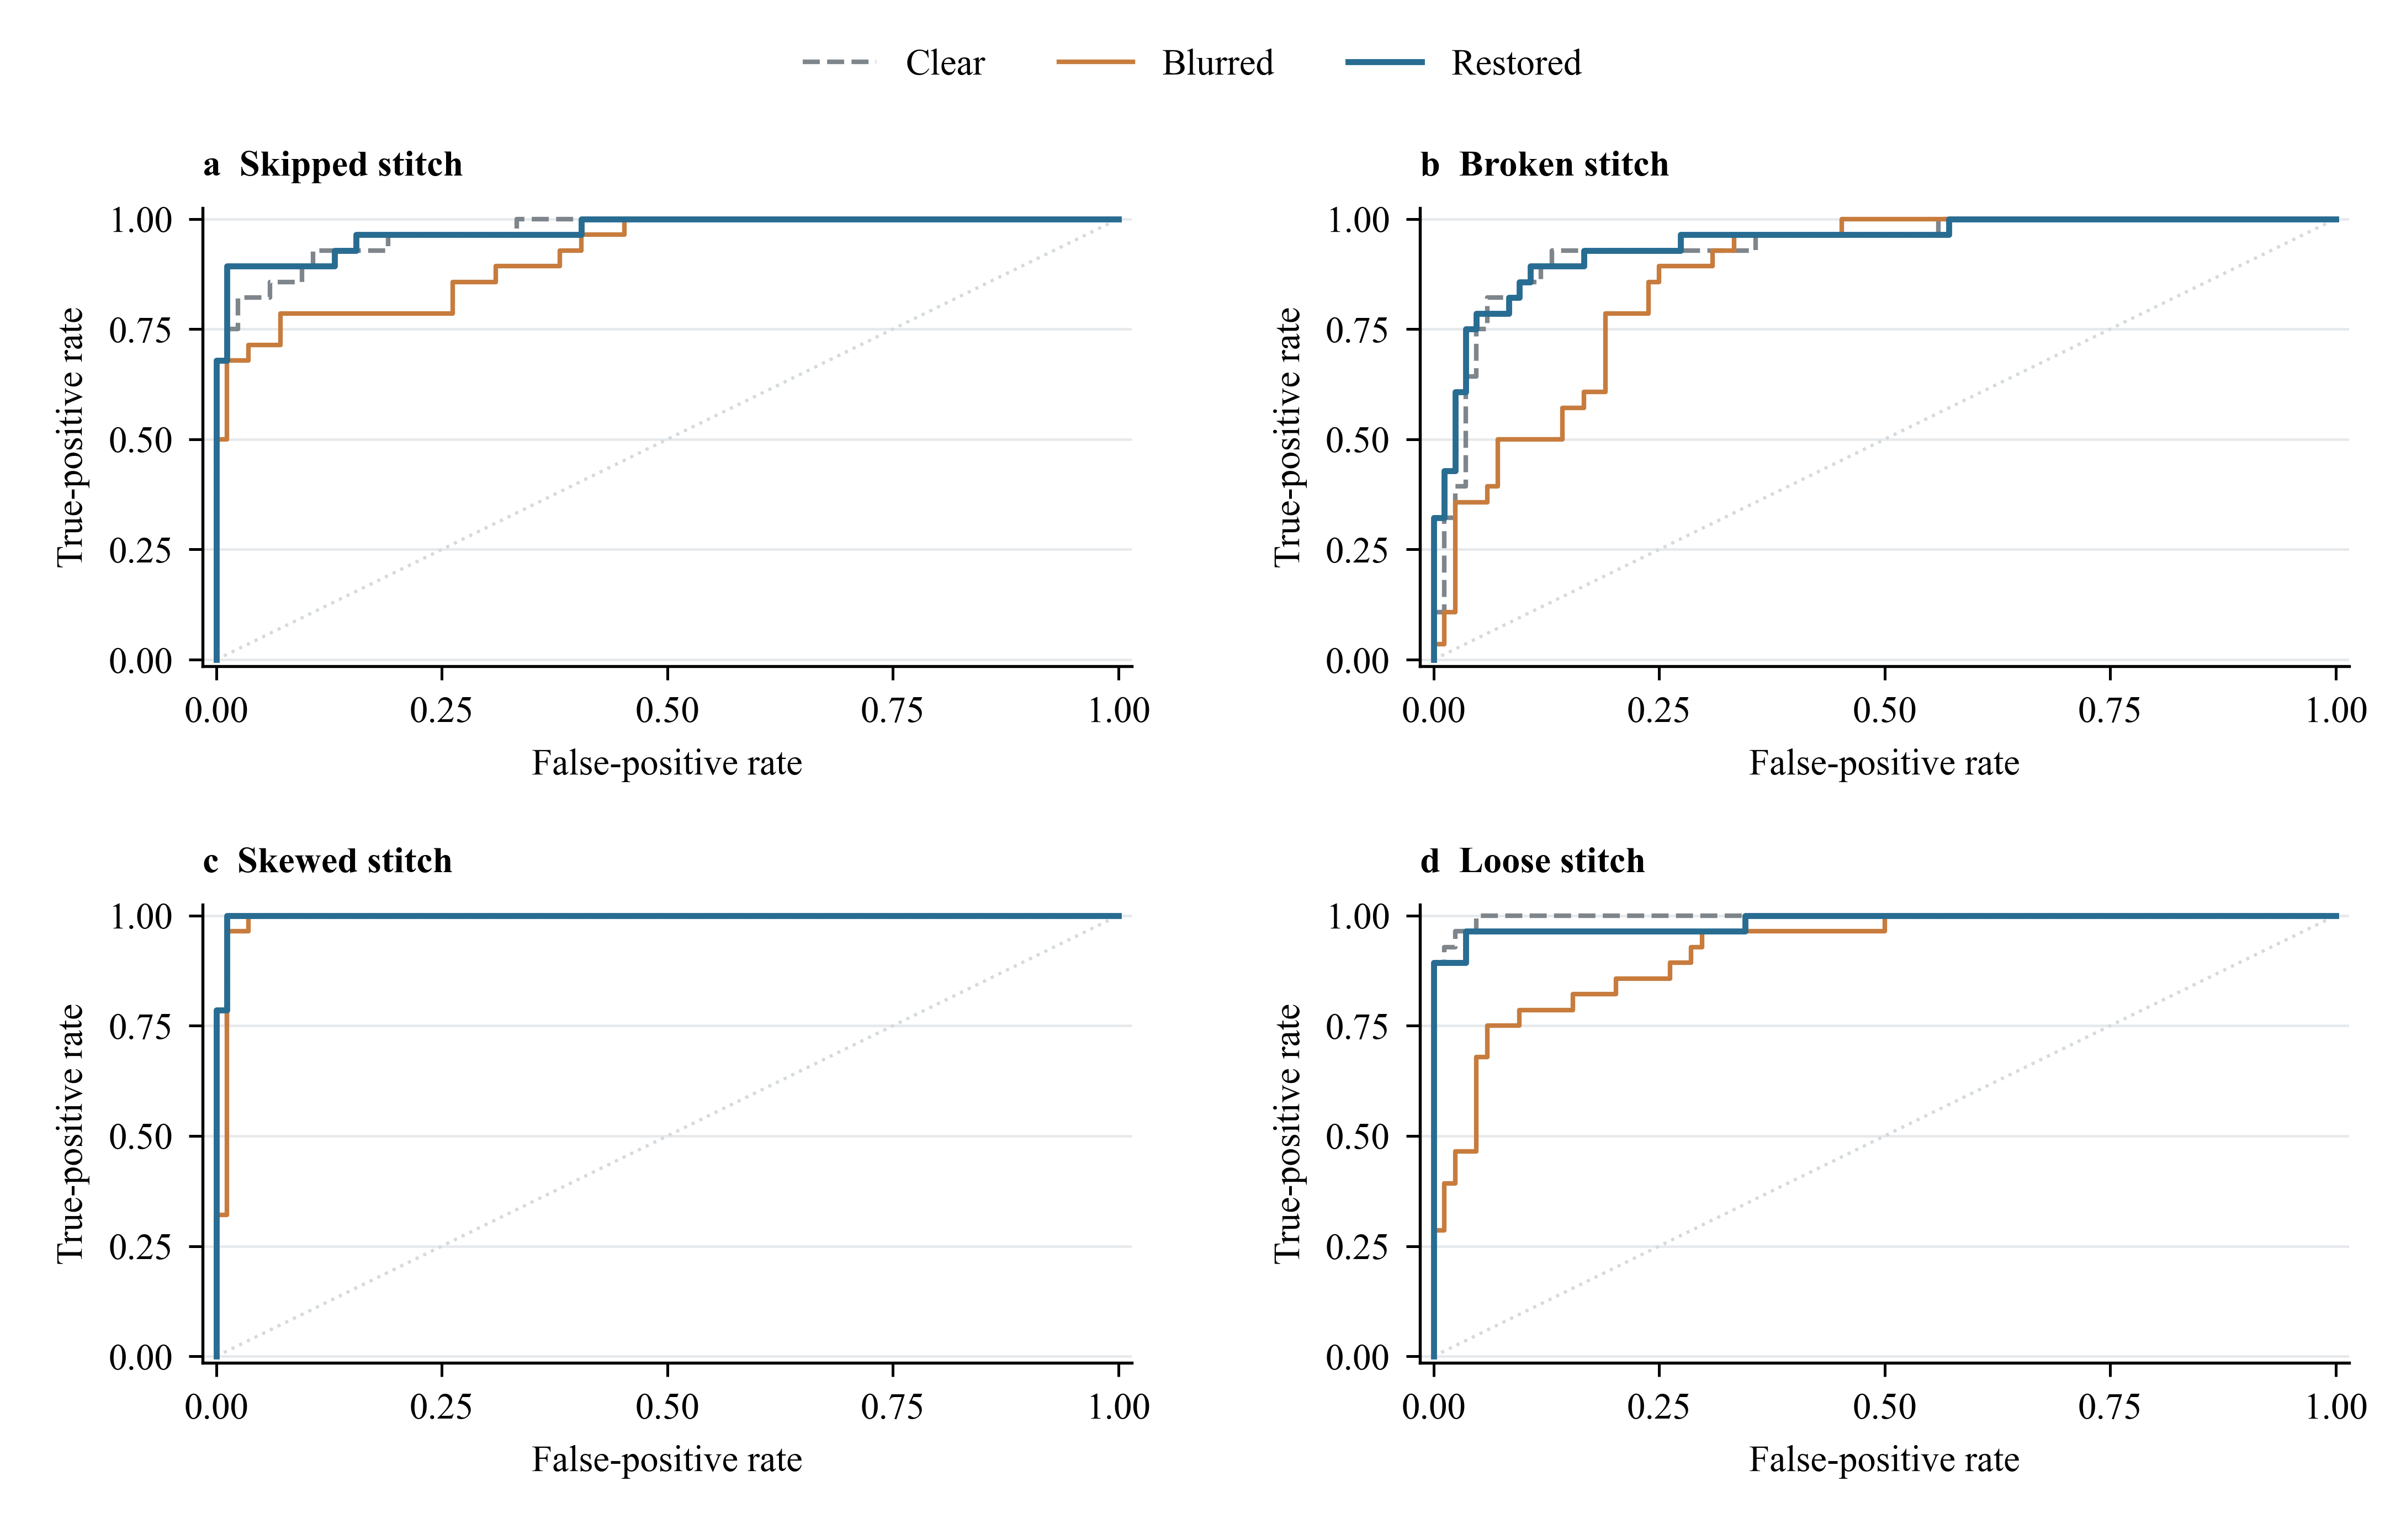 Clear Blurred Restored
a Skipped stitch
1.00
0.75
0.50
0.25
0.00
True-positive rate
0.00 0.25 0.50 0.75 1.00
False-positive rate
b Broken stitch
1.00
0.75
0.50
0.25
0.00
True-positive rate
0.00 0.25 0.50 0.75 1.00
False-positive rate
c Skewed stitch
1.00
0.75
0.50
0.25
0.00
True-positive rate
0.00 0.25 0.50 0.75 1.00
False-positive rate
d Loose stitch
1.00
0.75
0.50
0.25
0.00
True-positive rate
0.00 0.25 0.50 0.75 1.00
False-positive rate